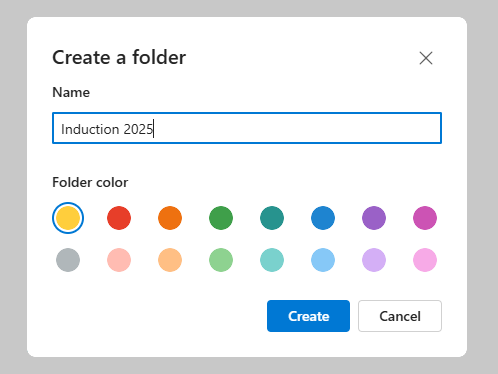 Create a folder
Name
Induction 2025
Folder color
Create
Cancel